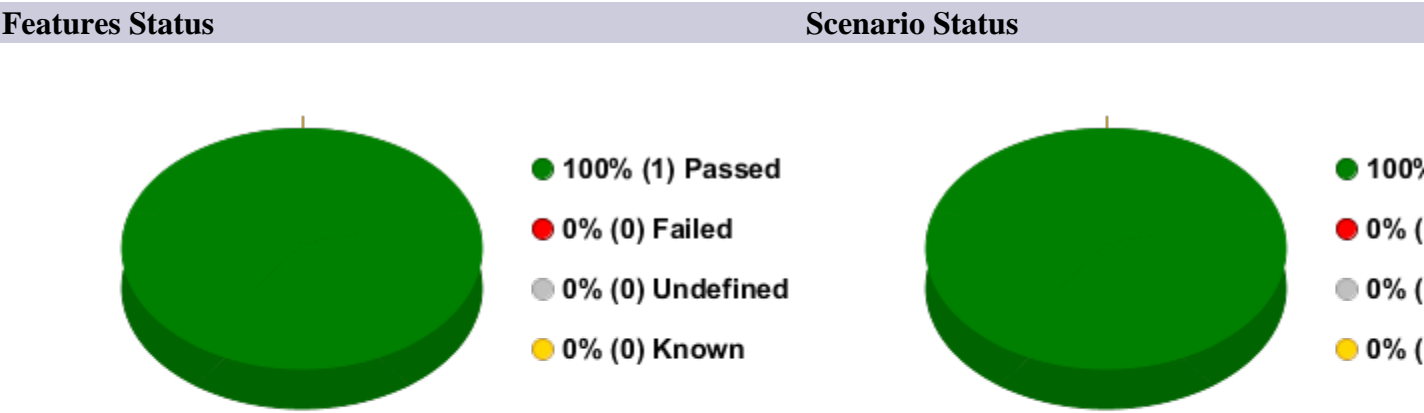 Features Status
Scenario Status
100% (1) Passed
0% (0) Failed
0% (0) Undefined
0% (0) Known
100%
0% (
0% (
0% (